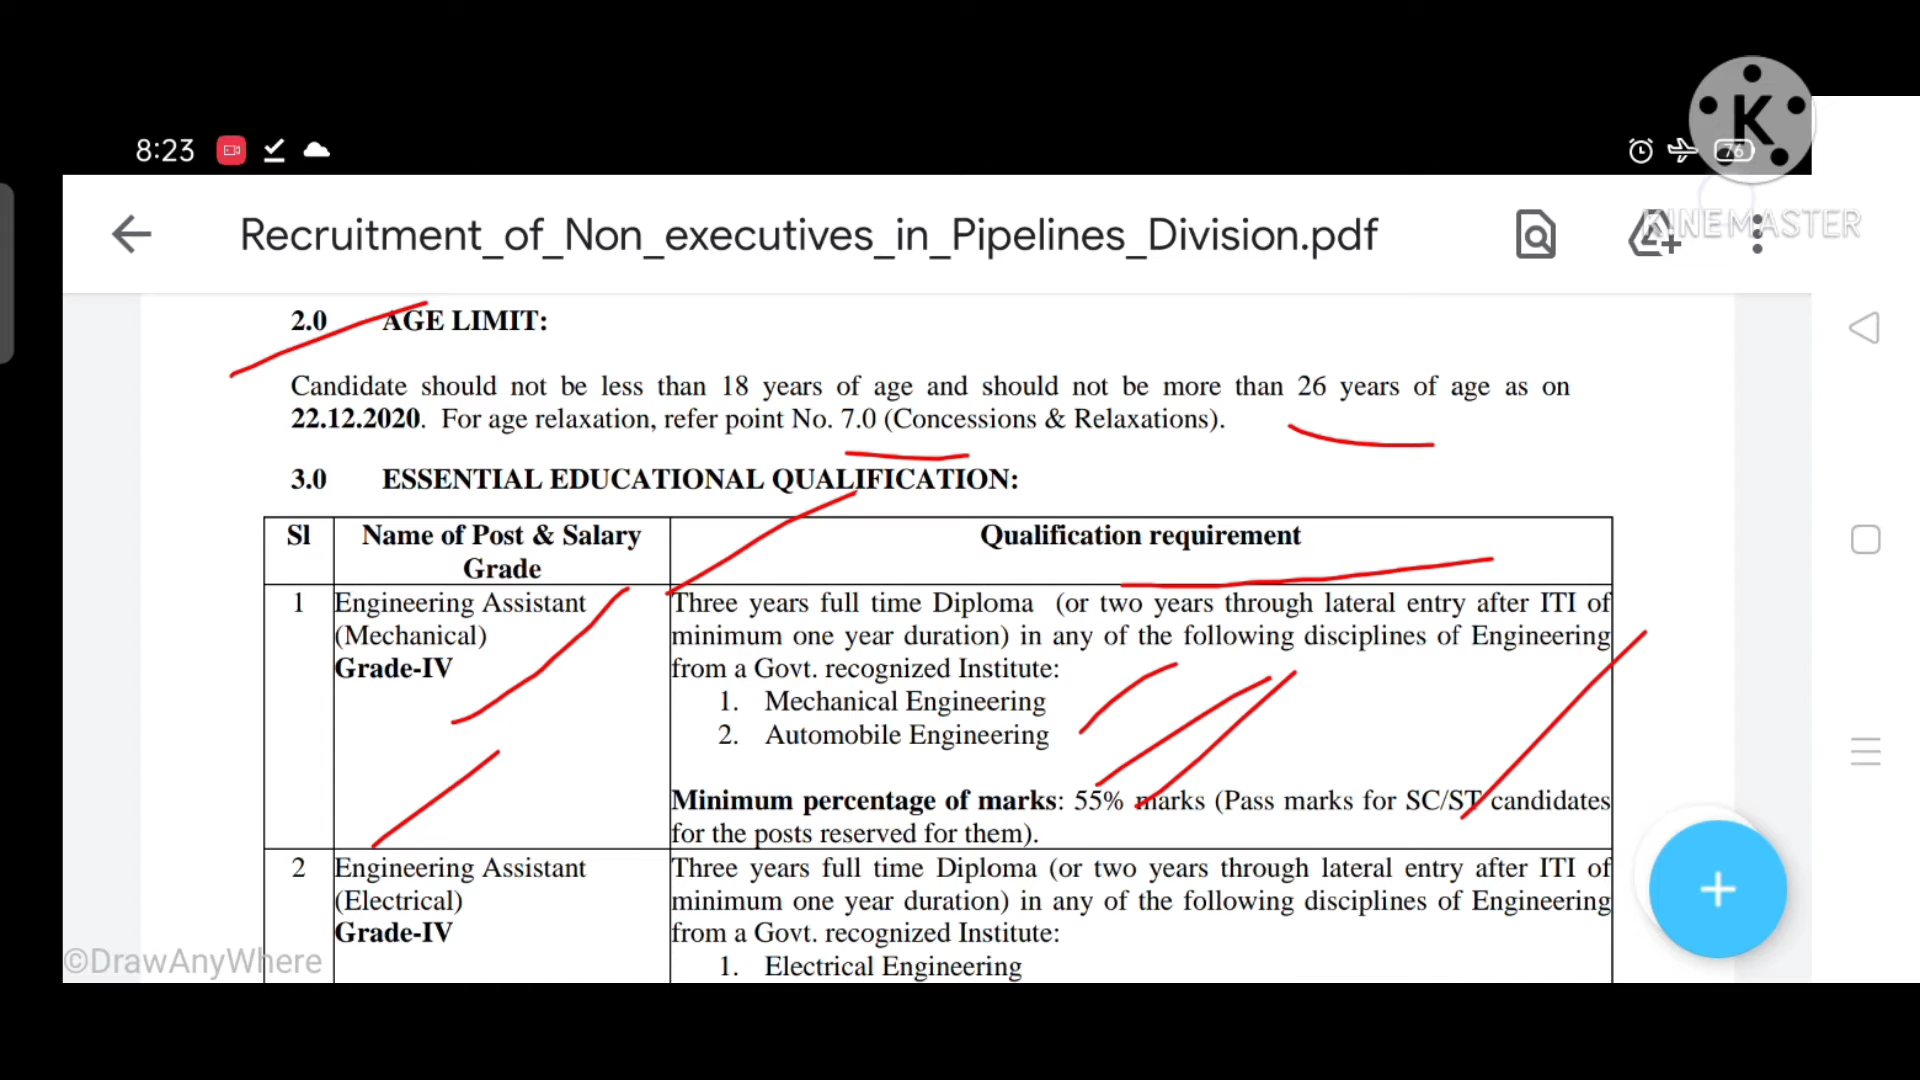 K
8:23
76
KINEMASTER
Recruitment_of_Non_executives_in_Pipelines_Division.pdf
2.0 AGE LIMIT:
Candidate should not be less than 18 years of age and should not be more than 26 years of age as on
22.12.2020. For age relaxation, refer point No. 7.0 (Concessions & Relaxations).
3.0 ESSENTIAL EDUCATIONAL QUALIFICATION:
Sl Name of Post & Salary Qualification requirement
Grade
1 Engineering Assistant Three years full time Diploma (or two years through lateral entry after ITI of
(Mechanical) minimum one year duration) in any of the following disciplines of Engineering
Grade-IV from a Govt. recognized Institute:
1. Mechanical Engineering
2. Automobile Engineering
Minimum percentage of marks: 55% marks (Pass marks for SC/ST candidates
for the posts reserved for them).
2 Engineering Assistant Three years full time Diploma (or two years through lateral entry after ITI of
(Electrical) minimum one year duration) in any of the following disciplines of Engineering
Grade-IV from a Govt. recognized Institute:
1. Electrical Engineering
©DrawAnyWhere